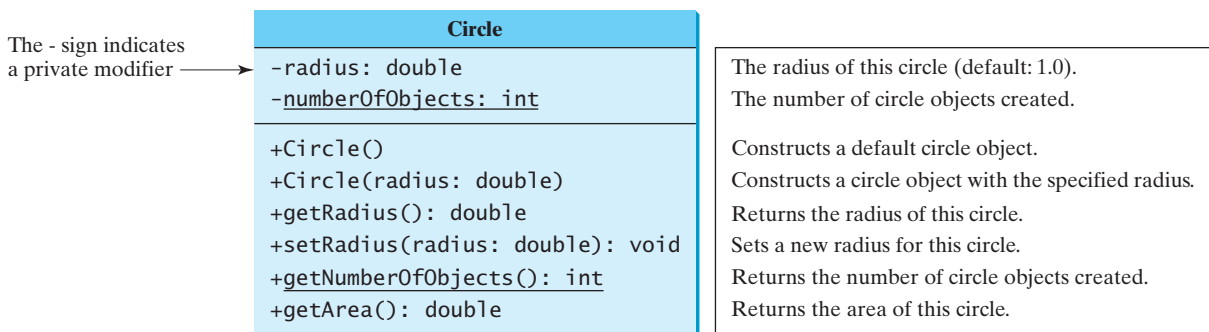 Circle
The - sign indicates
a private modifier
-radius: double
-numberOfObjects: int
+Circle()
+Circle(radius: double)
+getRadius(): double
+setRadius(radius: double): void
+getNumberOfObjects(): int
+getArea(): double
The radius of this circle (default: 1.0).
The number of circle objects created.
Constructs a default circle object.
Constructs a circle object with the specified radius.
Returns the radius of this circle.
Sets a new radius for this circle.
Returns the number of circle objects created.
Returns the area of this circle.